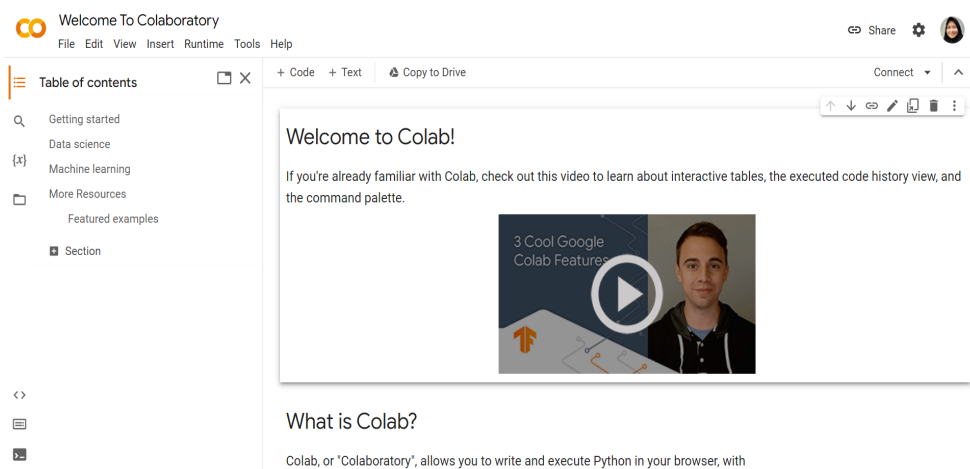 Welcome To Colaboratory
File Edit View Insert Runtime Tools Help
Share
Table of contents
+ Code + Text Copy to Drive
Connect
Getting started
Data science
{x}
Machine learning
More Resources
Featured examples
Section
Welcome to Colab!
If you're already familiar with Colab, check out this video to learn about interactive tables, the executed code history view, and
the command palette.
3 Cool Google
Colab Features
What is Colab?
Colab, or "Colaboratory", allows you to write and execute Python in your browser, with